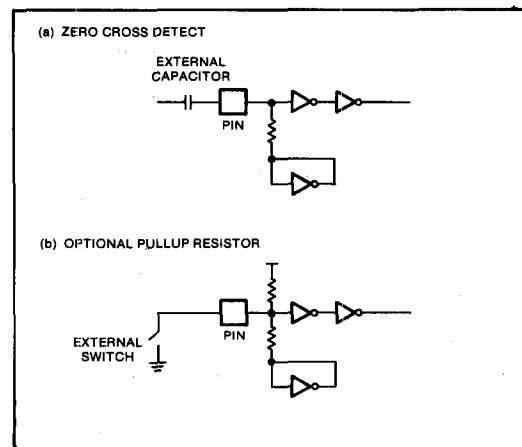 (a) ZERO CROSS DETECT
EXTERNAL
CAPACITOR
PIN
(b) OPTIONAL PULLUP RESISTOR
EXTERNAL
SWITCH
PIN